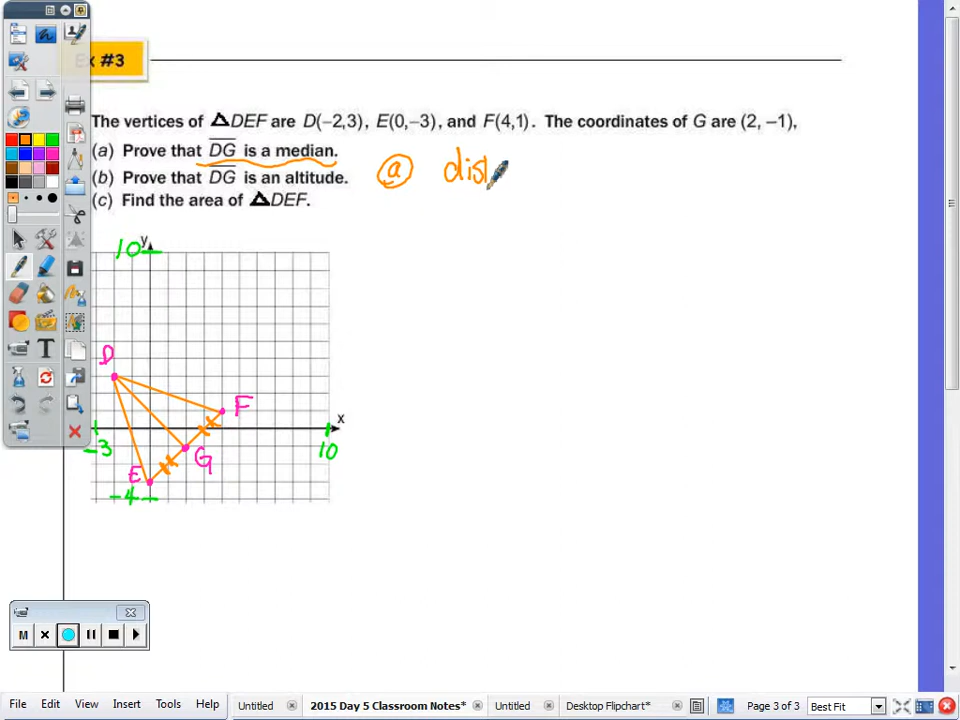 Ex #3
The vertices of △DEF are D(−2,3), E(0,−3), and F(4,1). The coordinates of G are (2, −1),
(a) Prove that DG is a median.
(b) Prove that DG is an altitude.
(c) Find the area of △DEF.
(a) dist
10 y
D
F
x
-3
G
10
E
-4
M
T
File Edit View Insert Tools Help
Untitled
2015 Day 5 Classroom Notes*
Untitled
Desktop Flipchart*
Page 3 of 3
Best Fit